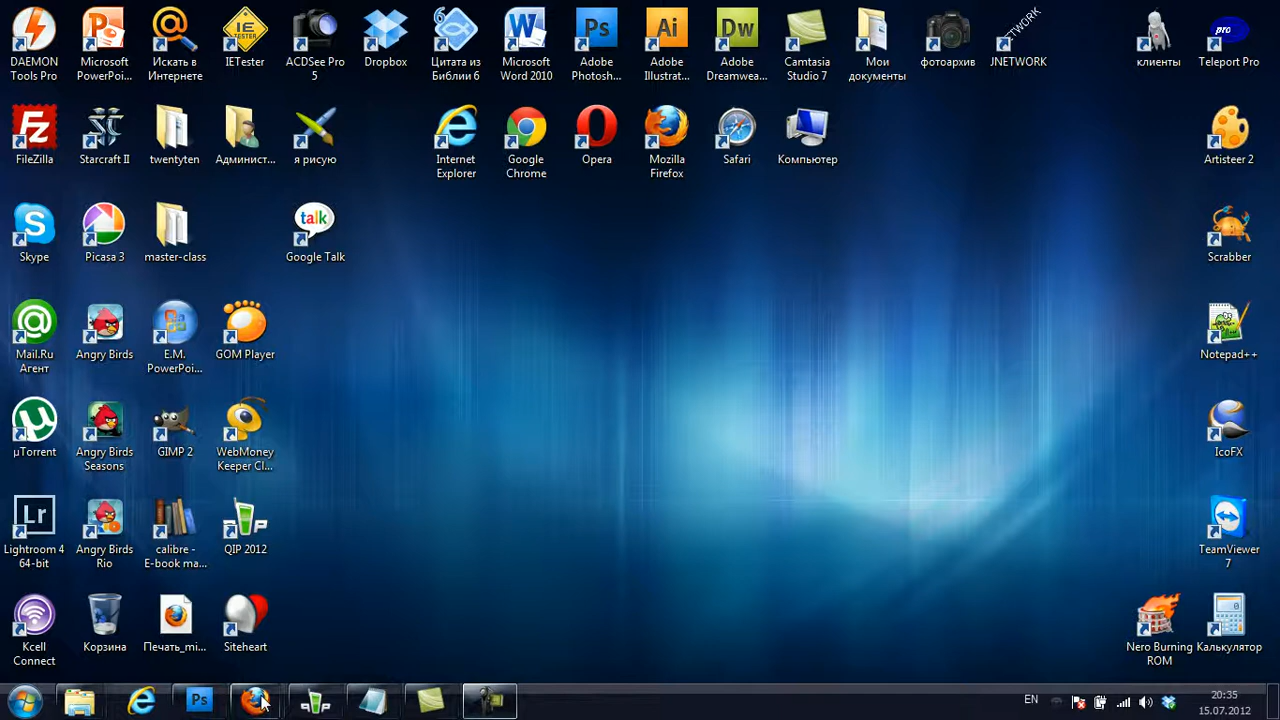 DAEMON Tools Pro
Microsoft PowerPoi...
Искать в Интернете
IETester
ACDSee Pro 5
Dropbox
Цитата из Библии 6
Microsoft Word 2010
Adobe Photosh...
Adobe Illustrat...
Adobe Dreamwea...
Camtasia Studio 7
Мои документы
фотоархив
JNETWORK
клиенты
Teleport Pro
FileZilla
Starcraft II
twentyten
Админист...
я рисую
Internet Explorer
Google Chrome
Opera
Mozilla Firefox
Safari
Компьютер
Artisteer 2
Skype
Picasa 3
master-class
talk
Google Talk
Scrabber
Mail.Ru Агент
Angry Birds
E.M. PowerPoi...
GOM Player
Notepad++
µTorrent
Angry Birds Seasons
GIMP 2
WebMoney Keeper Cl...
IcoFX
Lr
Lightroom 4 64-bit
Angry Birds Rio
calibre - E-book ma...
QIP 2012
TeamViewer 7
Kcell Connect
Корзина
Печать_mi...
Siteheart
Nero Burning ROM
Калькулятор
Ps
EN
20:35
15.07.2012